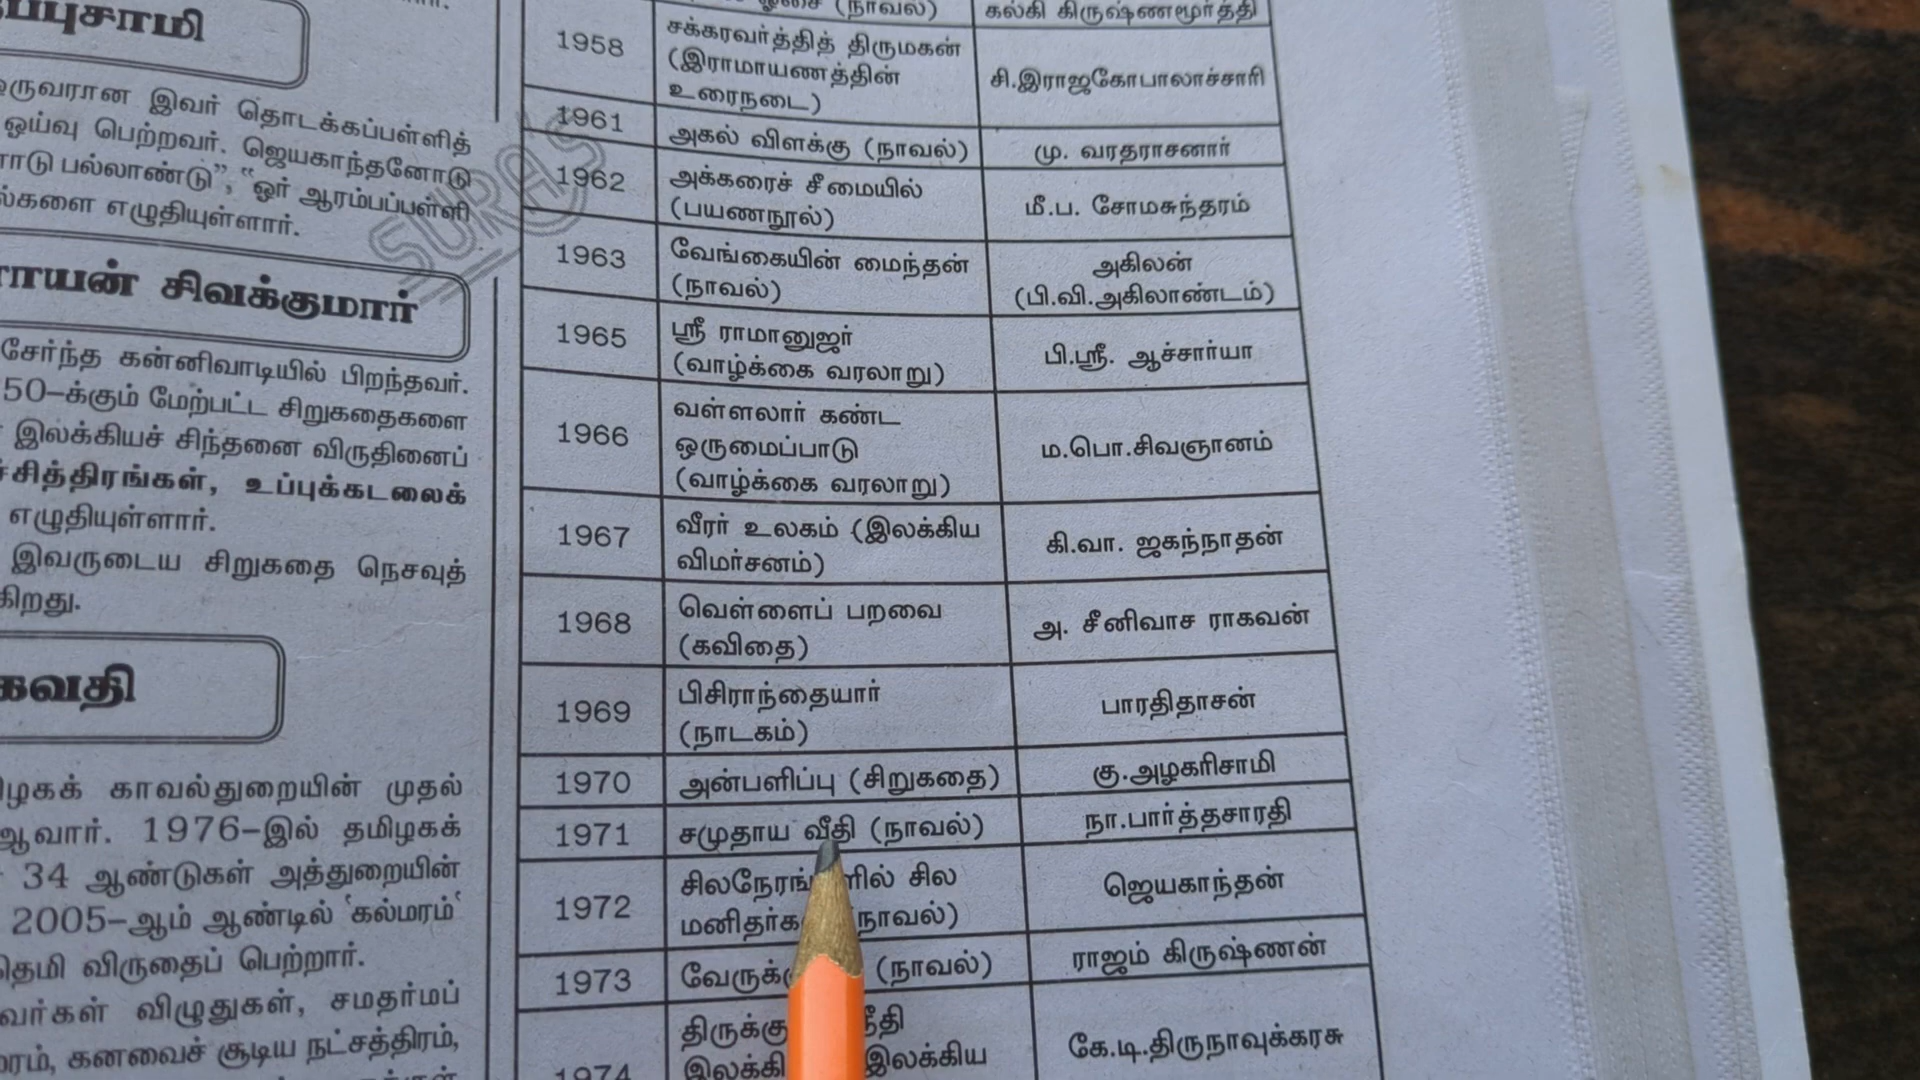 ப்புசாமி
ஒருவரான இவர் தொடக்கப்பள்ளித்
ஓய்வு பெற்றவர். ஜெயகாந்தனோடு
ராடு பல்லாண்டு”, “ஓர் ஆரம்பப்பள்ளி
ல்களை எழுதியுள்ளார்.
ராயன் சிவக்குமார்
சேர்ந்த கன்னிவாடியில் பிறந்தவர்.
50-க்கும் மேற்பட்ட சிறுகதைகளை
இலக்கியச் சிந்தனை விருதினைப்
ச்சித்திரங்கள், உப்புக்கடலைக்
எழுதியுள்ளார்.
இவருடைய சிறுகதை நெசவுத்
கிறது.
கவதி
ிழகக் காவல்துறையின் முதல்
ஆவார். 1976-இல் தமிழகக்
34 ஆண்டுகள் அத்துறையின்
2005-ஆம் ஆண்டில் ‘கல்மரம்‘
தெமி விருதைப் பெற்றார்.
வர்கள் விழுதுகள், சமதர்மப்
ரம், கனவைச் சூடிய நட்சத்திரம்,
SURA'S
(நாவல்) கல்கி கிருஷ்ணமூர்த்தி
1958 சக்கரவர்த்தித் திருமகன்
(இராமாயணத்தின்
உரைநடை) சி.இராஜகோபாலாச்சாரி
1961 அகல் விளக்கு (நாவல்) மு. வரதராசனார்
1962 அக்கரைச் சீமையில்
(பயணநூல்) மீ.ப. சோமசுந்தரம்
1963 வேங்கையின் மைந்தன்
(நாவல்) அகிலன்
(பி.வி.அகிலாண்டம்)
1965 ஸ்ரீ ராமானுஜர்
(வாழ்க்கை வரலாறு) பி.ஸ்ரீ. ஆச்சார்யா
1966 வள்ளலார் கண்ட
ஒருமைப்பாடு
(வாழ்க்கை வரலாறு) ம.பொ.சிவஞானம்
1967 வீரர் உலகம் (இலக்கிய
விமர்சனம்) கி.வா. ஜகந்நாதன்
1968 வெள்ளைப் பறவை
(கவிதை) அ. சீனிவாச ராகவன்
1969 பிசிராந்தையார்
(நாடகம்) பாரதிதாசன்
1970 அன்பளிப்பு (சிறுகதை) கு.அழகரிசாமி
1971 சமுதாய வீதி (நாவல்) நா.பார்த்தசாரதி
1972 சில சில
நாவல்) ஜெயகாந்தன்
1973 (நாவல்) ராஜம் கிருஷ்ணன்
1974 நீதி
இலக்கிய கே.டி.திருநாவுக்கரசு